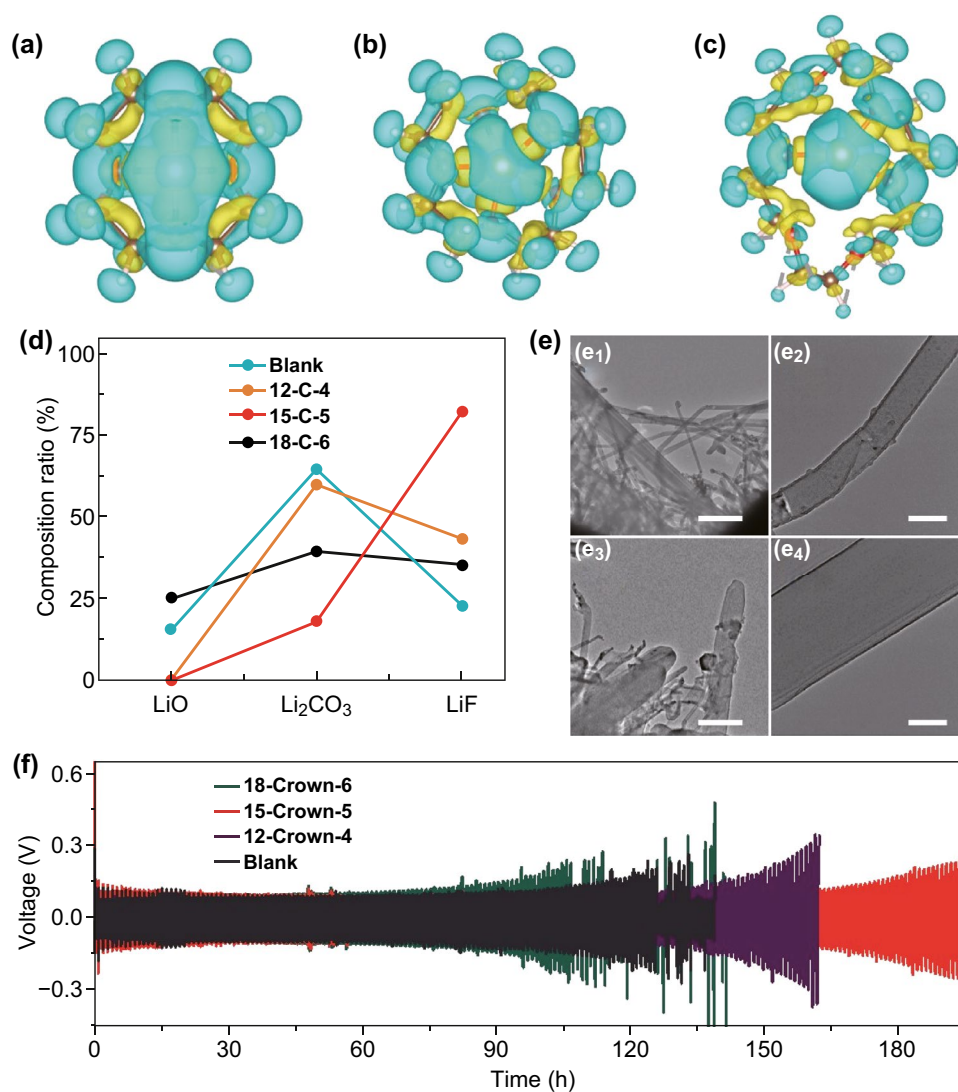 (a)
(b)
(c)
(d)
100
75
50
25
0
Composition ratio (%)
Blank
12-C-4
15-C-5
18-C-6
LiO
Li₂CO₃
LiF
(e)
(e₁)
(e₂)
(e₃)
(e₄)
(f)
0.6
0.3
0.0
−0.3
Voltage (V)
18-Crown-6
15-Crown-5
12-Crown-4
Blank
0
30
60
90
120
150
180
Time (h)